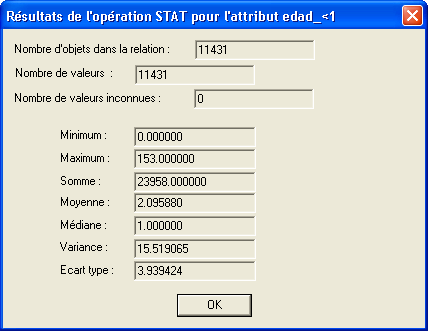 Résultats de l'opération STAT pour l'attribut edad_<1
Nombre d'objets dans la relation : 11431
Nombre de valeurs : 11431
Nombre de valeurs inconnues : 0
Minimum : 0.000000
Maximum : 153.000000
Somme : 23958.000000
Moyenne : 2.095880
Médiane : 1.000000
Variance : 15.519065
Ecart type : 3.939424
OK